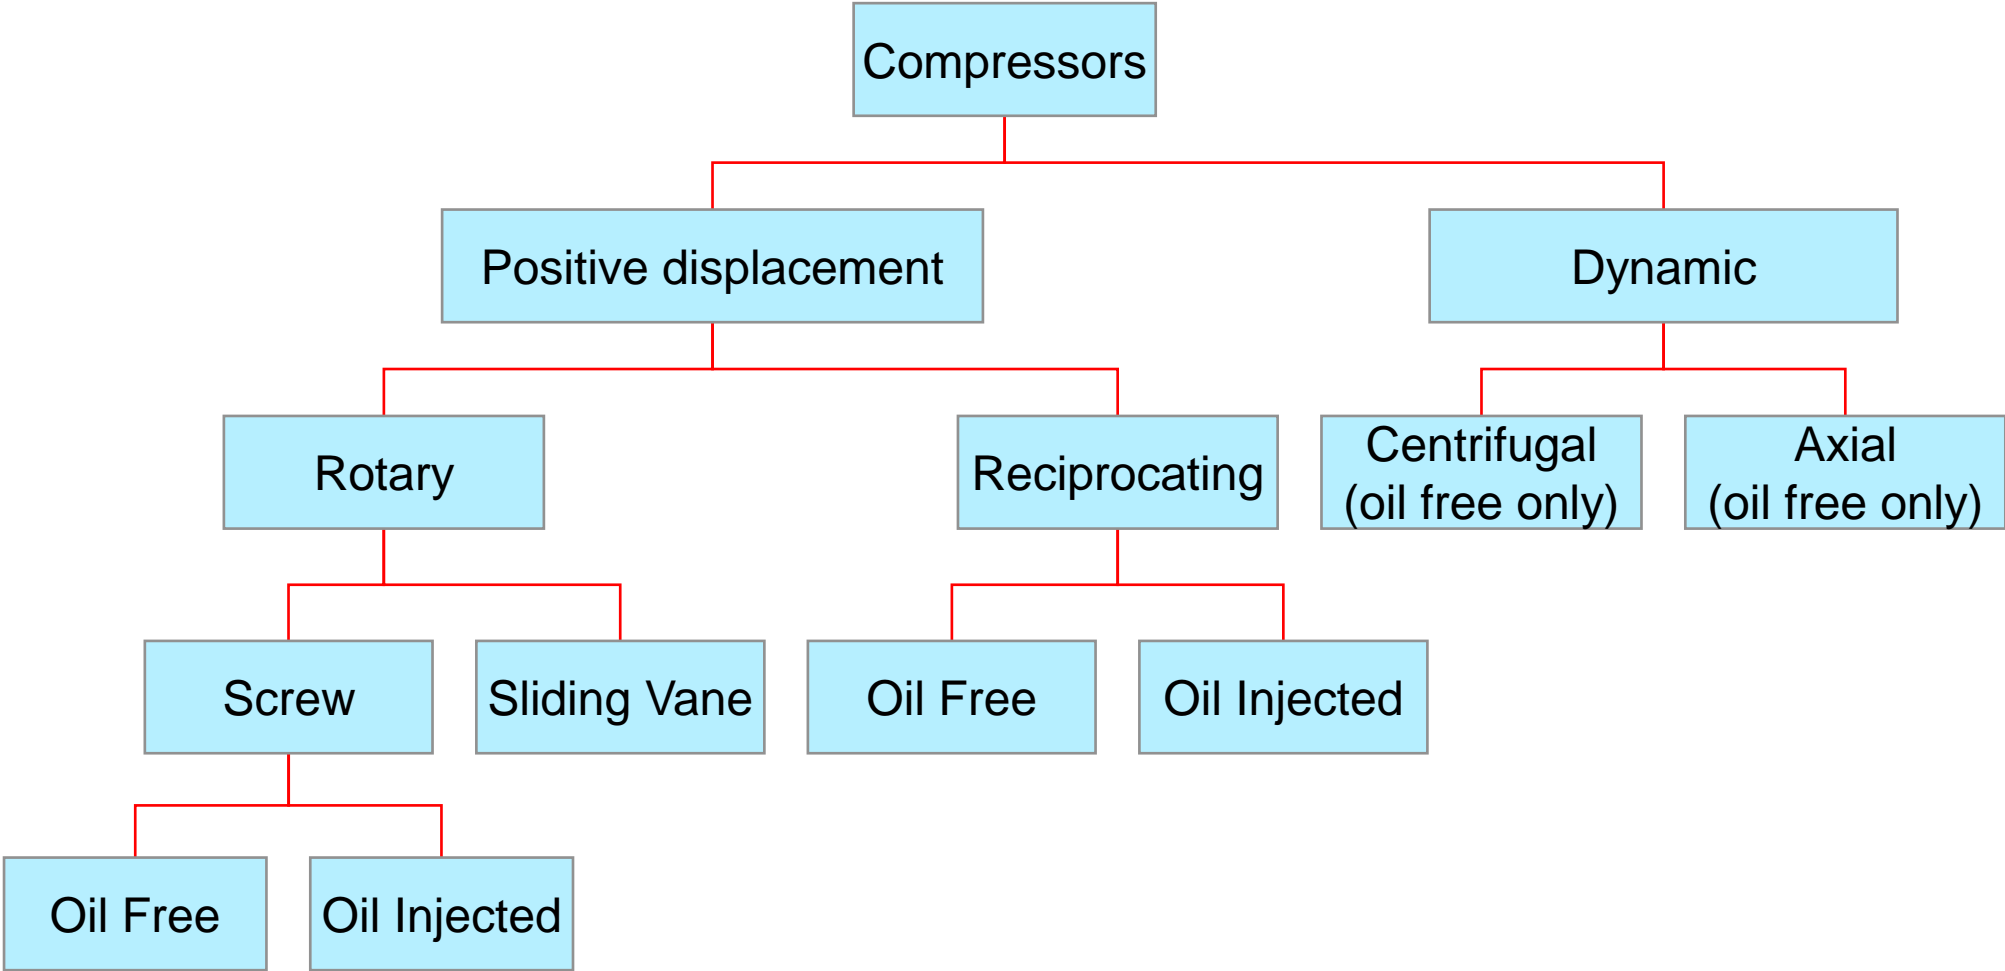 Compressors
Positive displacement
Dynamic
Rotary
Reciprocating
Centrifugal
(oil free only)
Axial
(oil free only)
Screw
Sliding Vane
Oil Free
Oil Injected
Oil Free
Oil Injected